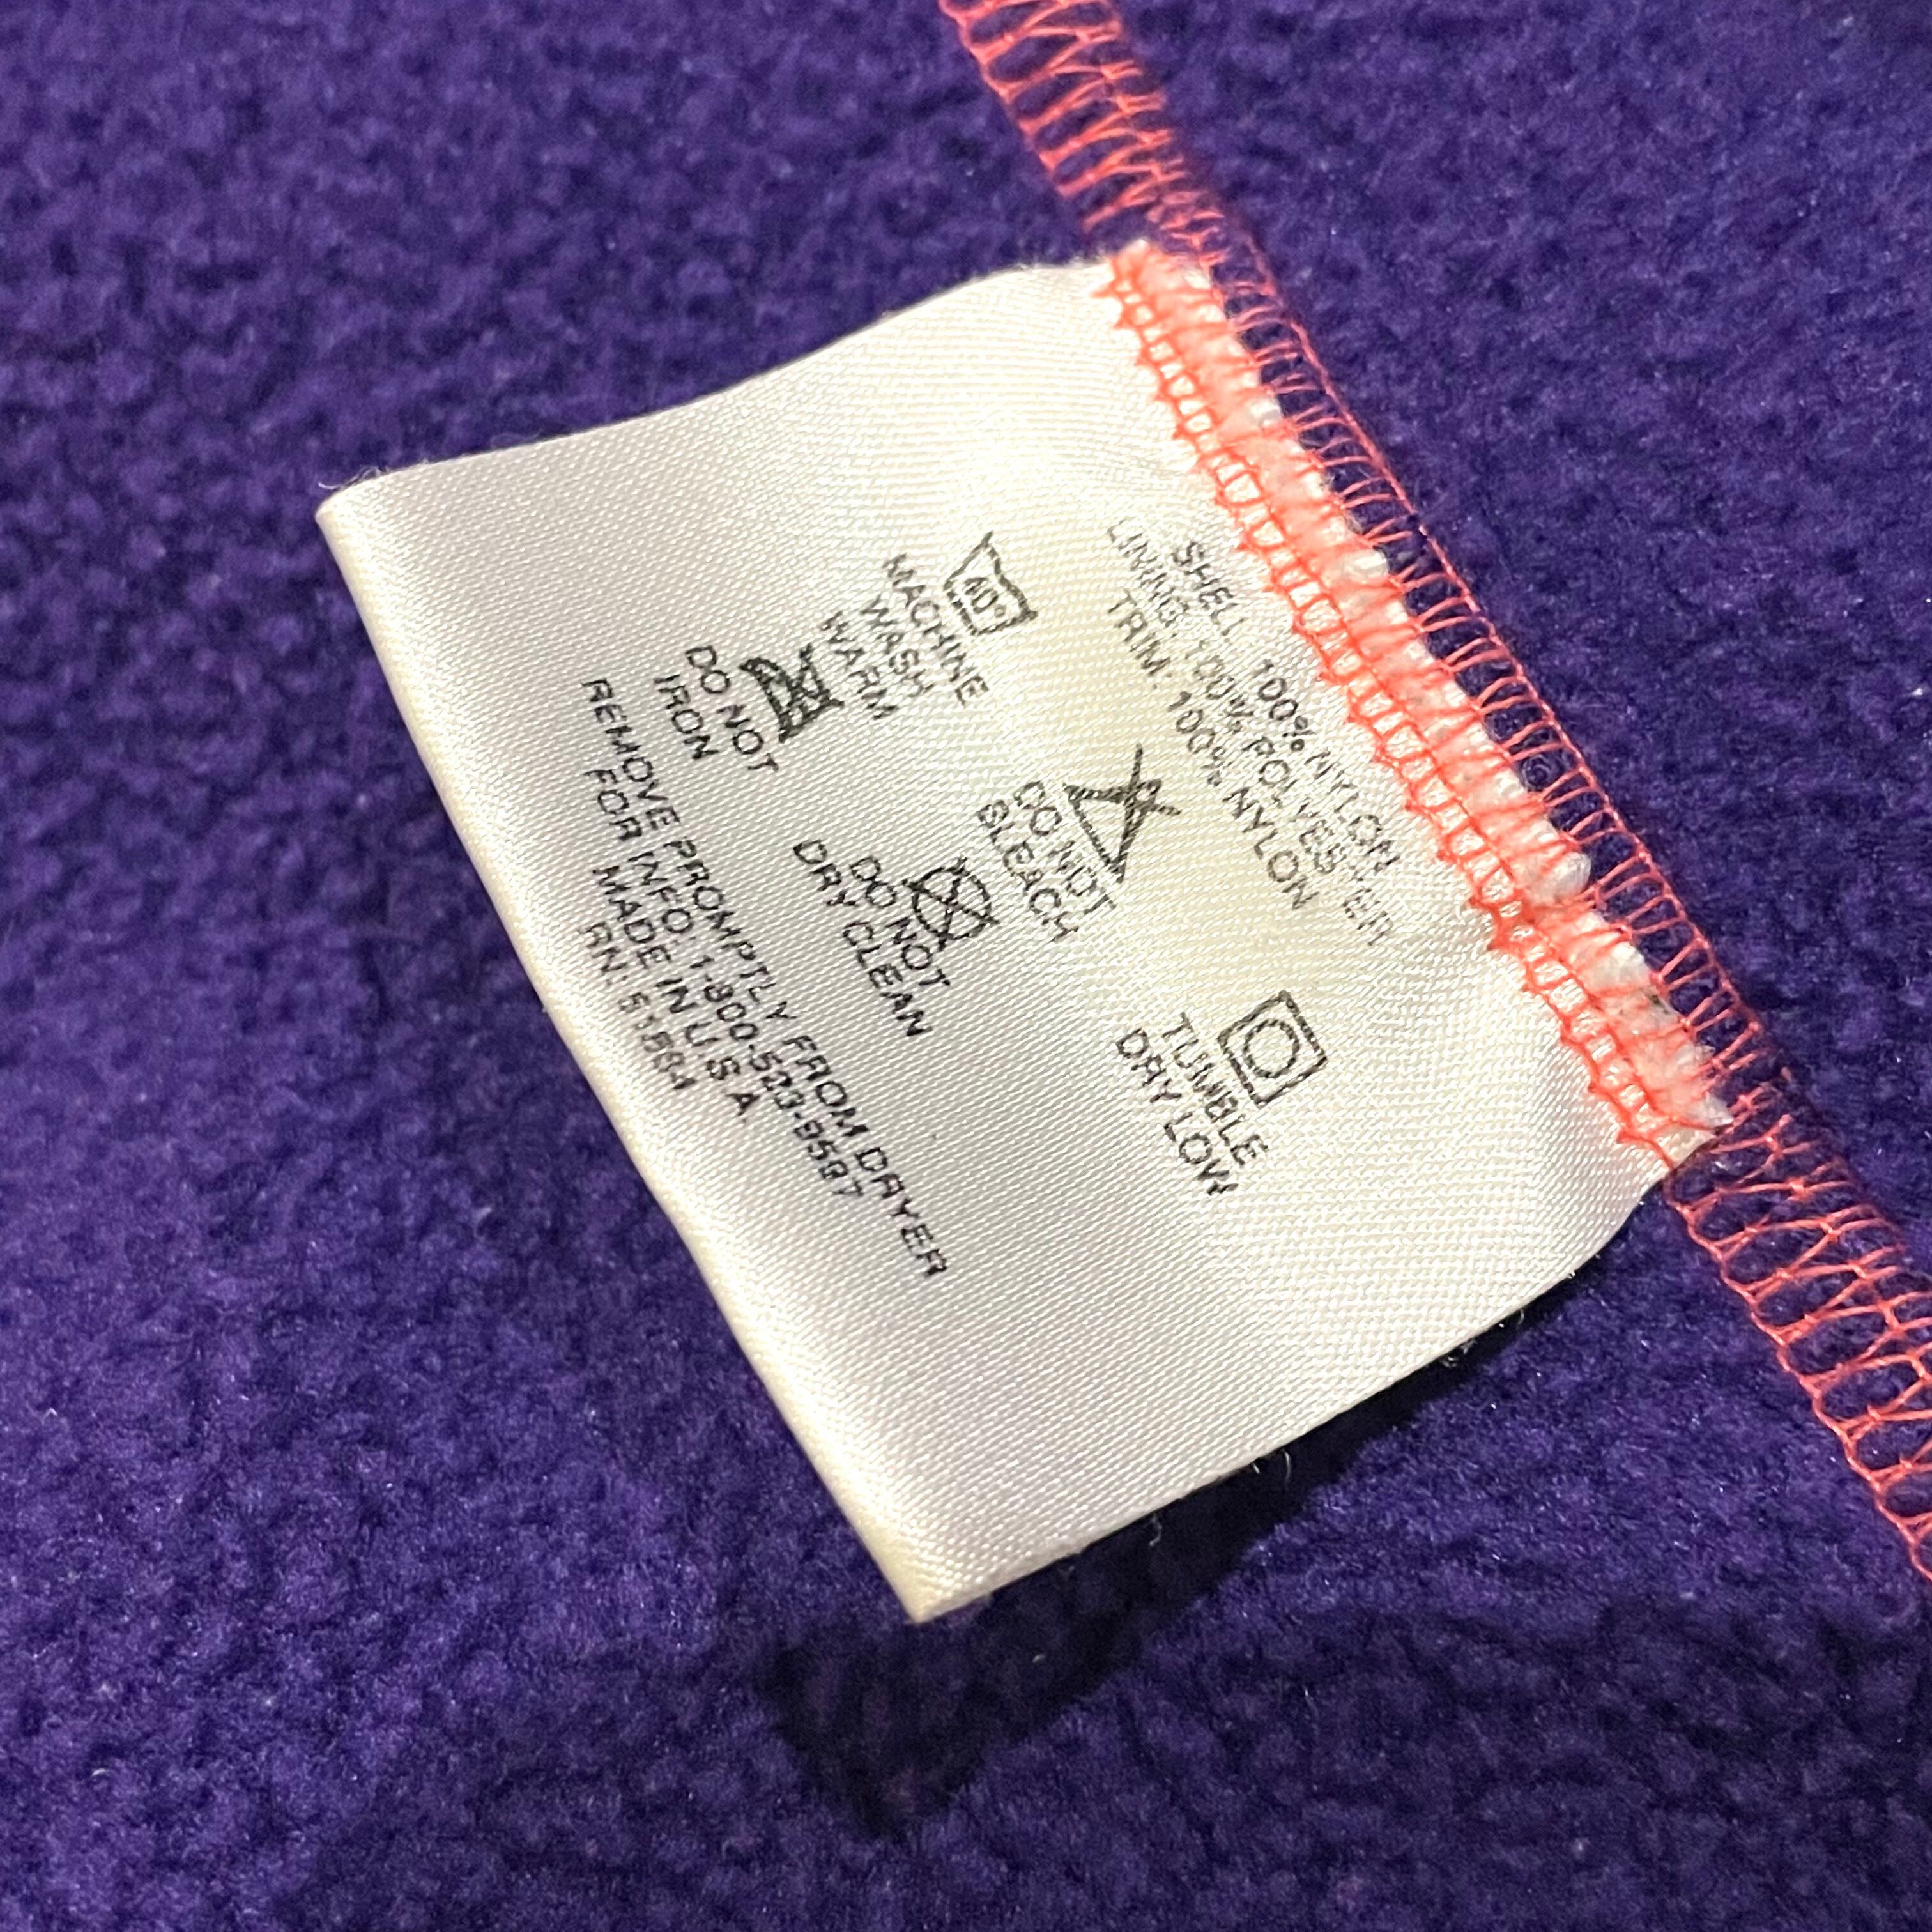 SHELL 100% NYLON
LINING: 100% POLYESTER
TRIM: 100% NYLON
40°
MACHINE
WASH
WARM
DO NOT
BLEACH
TUMBLE
DRY LOW
DO NOT
IRON
DO NOT
DRY CLEAN
REMOVE PROMPTLY FROM DRYER
FOR INFO. 1-800-523-9597
MADE IN U S A
RN 51884